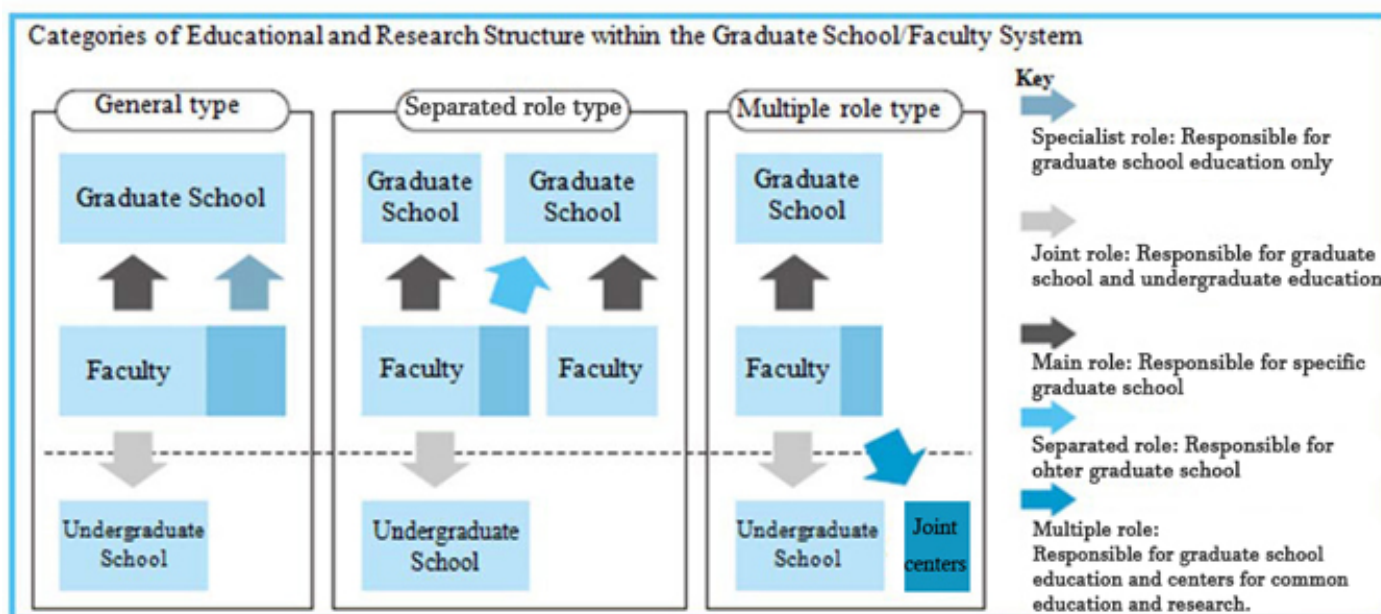 Categories of Educational and Research Structure within the Graduate School/Faculty System
General type
Graduate School
Faculty
Undergraduate
School
Separated role type
Graduate
School
Graduate
School
Faculty
Faculty
Undergraduate
School
Multiple role type
Graduate
School
Faculty
Undergraduate
School
Joint
centers
Key
Specialist role: Responsible for
graduate school education only
Joint role: Responsible for graduate
school and undergraduate education
Main role: Responsible for specific
graduate school
Separated role: Responsible for
ohter graduate school
Multiple role:
Responsible for graduate school
education and centers for common
education and research.